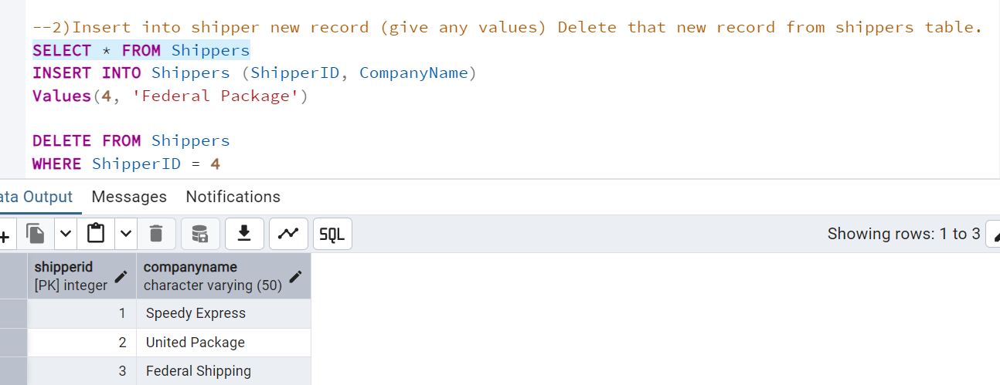 --2)Insert into shipper new record (give any values) Delete that new record from shippers table.
SELECT * FROM Shippers
INSERT INTO Shippers (ShipperID, CompanyName)
Values(4, 'Federal Package')
DELETE FROM Shippers
WHERE ShipperID = 4
ata Output Messages Notifications
SQL Showing rows: 1 to 3
shipperid companyname
[PK] integer character varying (50)
1 Speedy Express
2 United Package
3 Federal Shipping